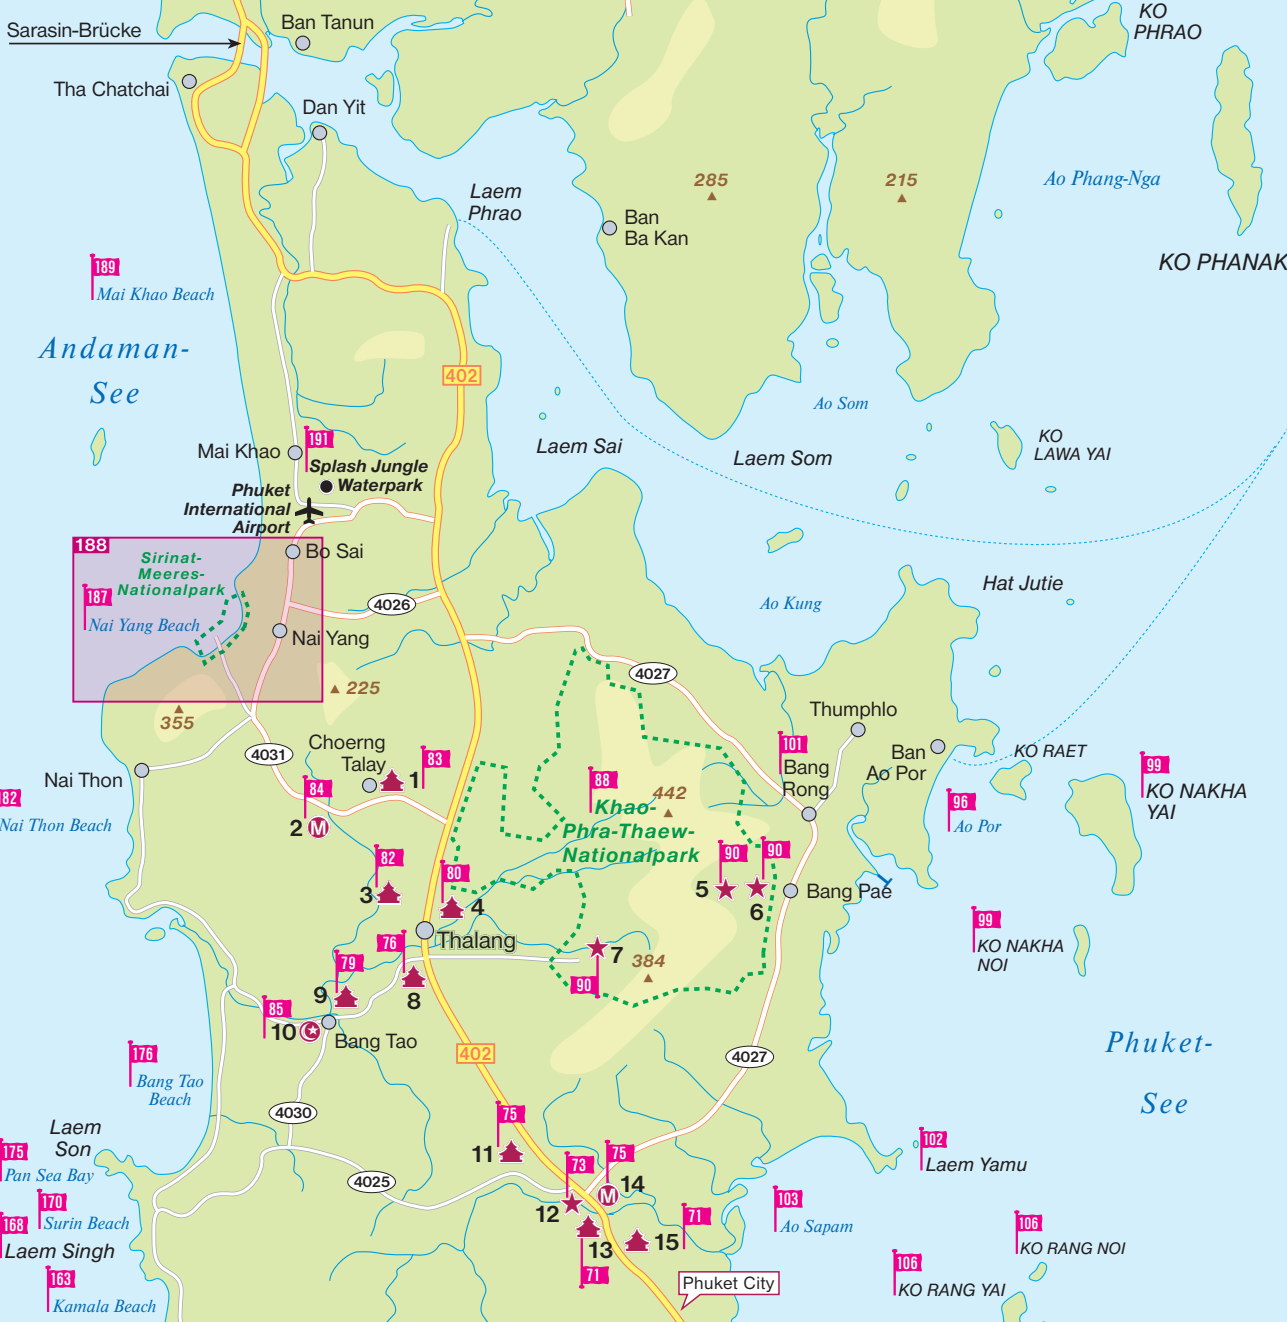 KO
PHRAO
Sarasin-Brücke
Ban Tanun
Tha Chatchai
Dan Yit
Laem
Phrao
285
215
Ao Phang-Nga
Ban
Ba Kan
KO PHANAK
189
Mai Khao Beach
Andaman-
See
402
Ao Som
Mai Khao
191
Splash Jungle
Waterpark
Laem Sai
Laem Som
KO
LAWA YAI
Phuket
International
Airport
188
Bo Sai
Sirinat-
Meeres-
Nationalpark
187
Nai Yang Beach
4026
Nai Yang
Ao Kung
Hat Jutie
4027
225
355
Thumphlo
4031
Choerng
Talay
1
83
101
Bang
Rong
Ban
Ao Por
KO RAET
Nai Thon
84
2
M
88
442
Khao-
Phra-Thaew-
Nationalpark
99
KO NAKHA
YAI
96
Ao Por
182
Nai Thon Beach
82
3
80
4
90
90
5
6
Bang Pae
Thalang
76
8
7
90
384
99
KO NAKHA
NOI
79
9
85
10
Bang Tao
402
4027
Phuket-
See
176
Bang Tao
Beach
4030
Laem
Son
75
11
73
75
14
M
12
102
Laem Yamu
175
Pan Sea Bay
4025
170
Surin Beach
168
Laem Singh
13
71
15
71
103
Ao Sapam
106
KO RANG NOI
106
KO RANG YAI
163
Kamala Beach
Phuket City